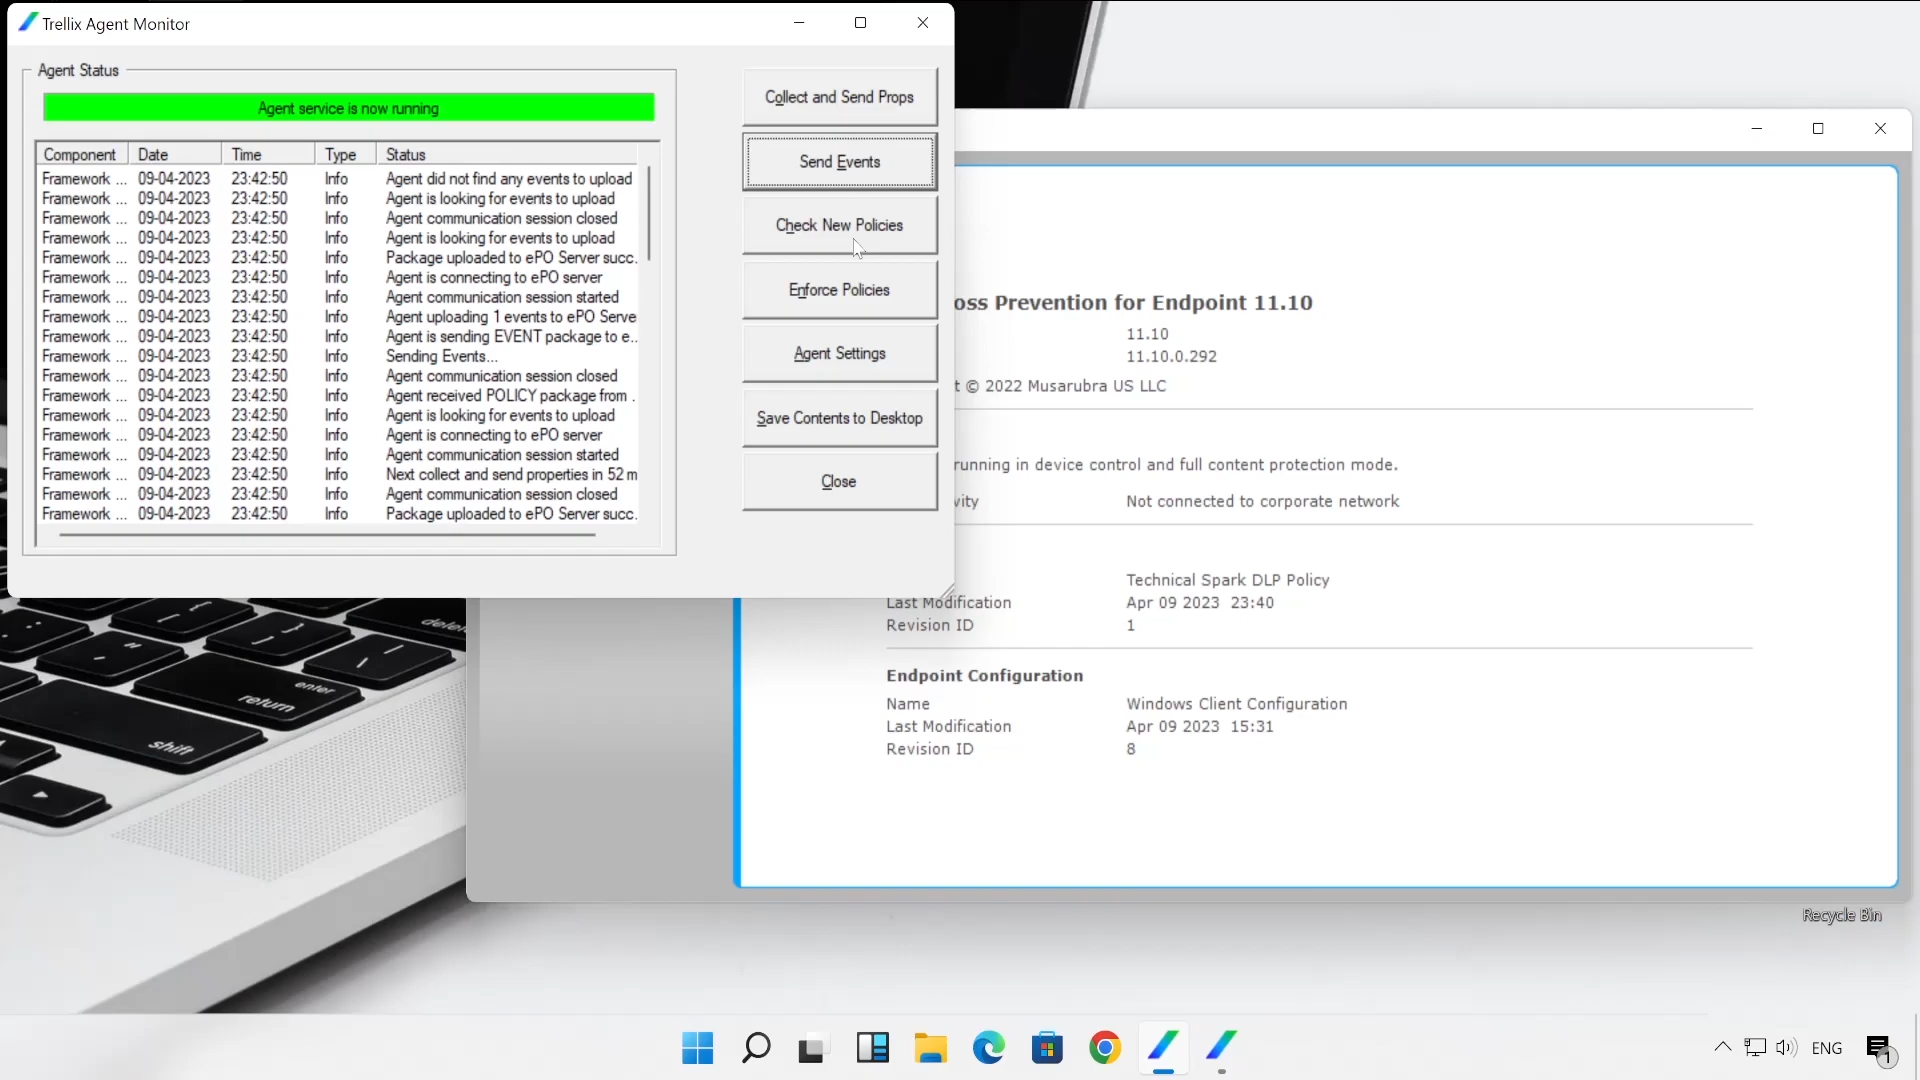 Trellix Agent Monitor
Agent Status
Agent service is now running
Component Date Time Type Status
Framework ... 09-04-2023 23:42:50 Info Agent did not find any events to upload
Framework ... 09-04-2023 23:42:50 Info Agent is looking for events to upload
Framework ... 09-04-2023 23:42:50 Info Agent communication session closed
Framework ... 09-04-2023 23:42:50 Info Agent is looking for events to upload
Framework ... 09-04-2023 23:42:50 Info Package uploaded to ePO Server succ.
Framework ... 09-04-2023 23:42:50 Info Agent is connecting to ePO server
Framework ... 09-04-2023 23:42:50 Info Agent communication session started
Framework ... 09-04-2023 23:42:50 Info Agent uploading 1 events to ePO Serve
Framework ... 09-04-2023 23:42:50 Info Agent is sending EVENT package to e..
Framework ... 09-04-2023 23:42:50 Info Sending Events...
Framework ... 09-04-2023 23:42:50 Info Agent communication session closed
Framework ... 09-04-2023 23:42:50 Info Agent received POLICY package from .
Framework ... 09-04-2023 23:42:50 Info Agent is looking for events to upload
Framework ... 09-04-2023 23:42:50 Info Agent is connecting to ePO server
Framework ... 09-04-2023 23:42:50 Info Agent communication session started
Framework ... 09-04-2023 23:42:50 Info Next collect and send properties in 52 m
Framework ... 09-04-2023 23:42:50 Info Agent communication session closed
Framework ... 09-04-2023 23:42:50 Info Package uploaded to ePO Server succ.
Collect and Send Props
Send Events
Check New Policies
Enforce Policies
Agent Settings
Save Contents to Desktop
Close
oss Prevention for Endpoint 11.10
11.10
11.10.0.292
t © 2022 Musarubra US LLC
running in device control and full content protection mode.
vity Not connected to corporate network
Technical Spark DLP Policy
Last Modification Apr 09 2023 23:40
Revision ID 1
Endpoint Configuration
Name Windows Client Configuration
Last Modification Apr 09 2023 15:31
Revision ID 8
delete
enter
return
shift
Recycle Bin
ENG
1